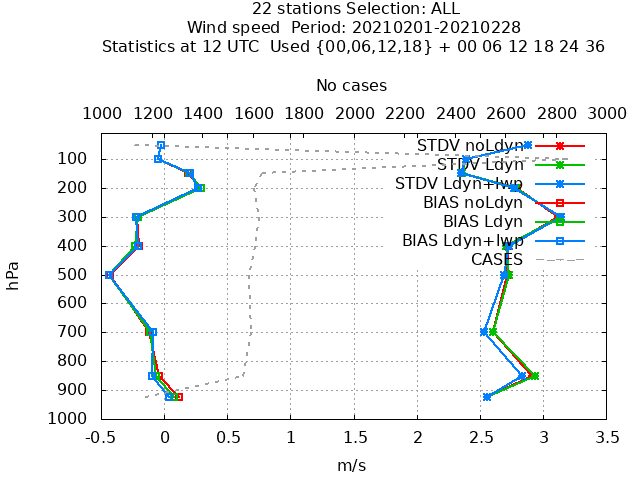 22 stations Selection: ALL
Wind speed  Period: 20210201-20210228
Statistics at 12 UTC  Used {00,06,12,18} + 00 06 12 18 24 36
No cases
1000 1200 1400 1600 1800 2000 2200 2400 2600 2800 3000
STDV noLdyn
STDV Ldyn
STDV Ldyn+lwp
BIAS noLdyn
BIAS Ldyn
BIAS Ldyn+lwp
CASES
hPa
100
200
300
400
500
600
700
800
900
1000
-0.5 0 0.5 1 1.5 2 2.5 3 3.5
m/s